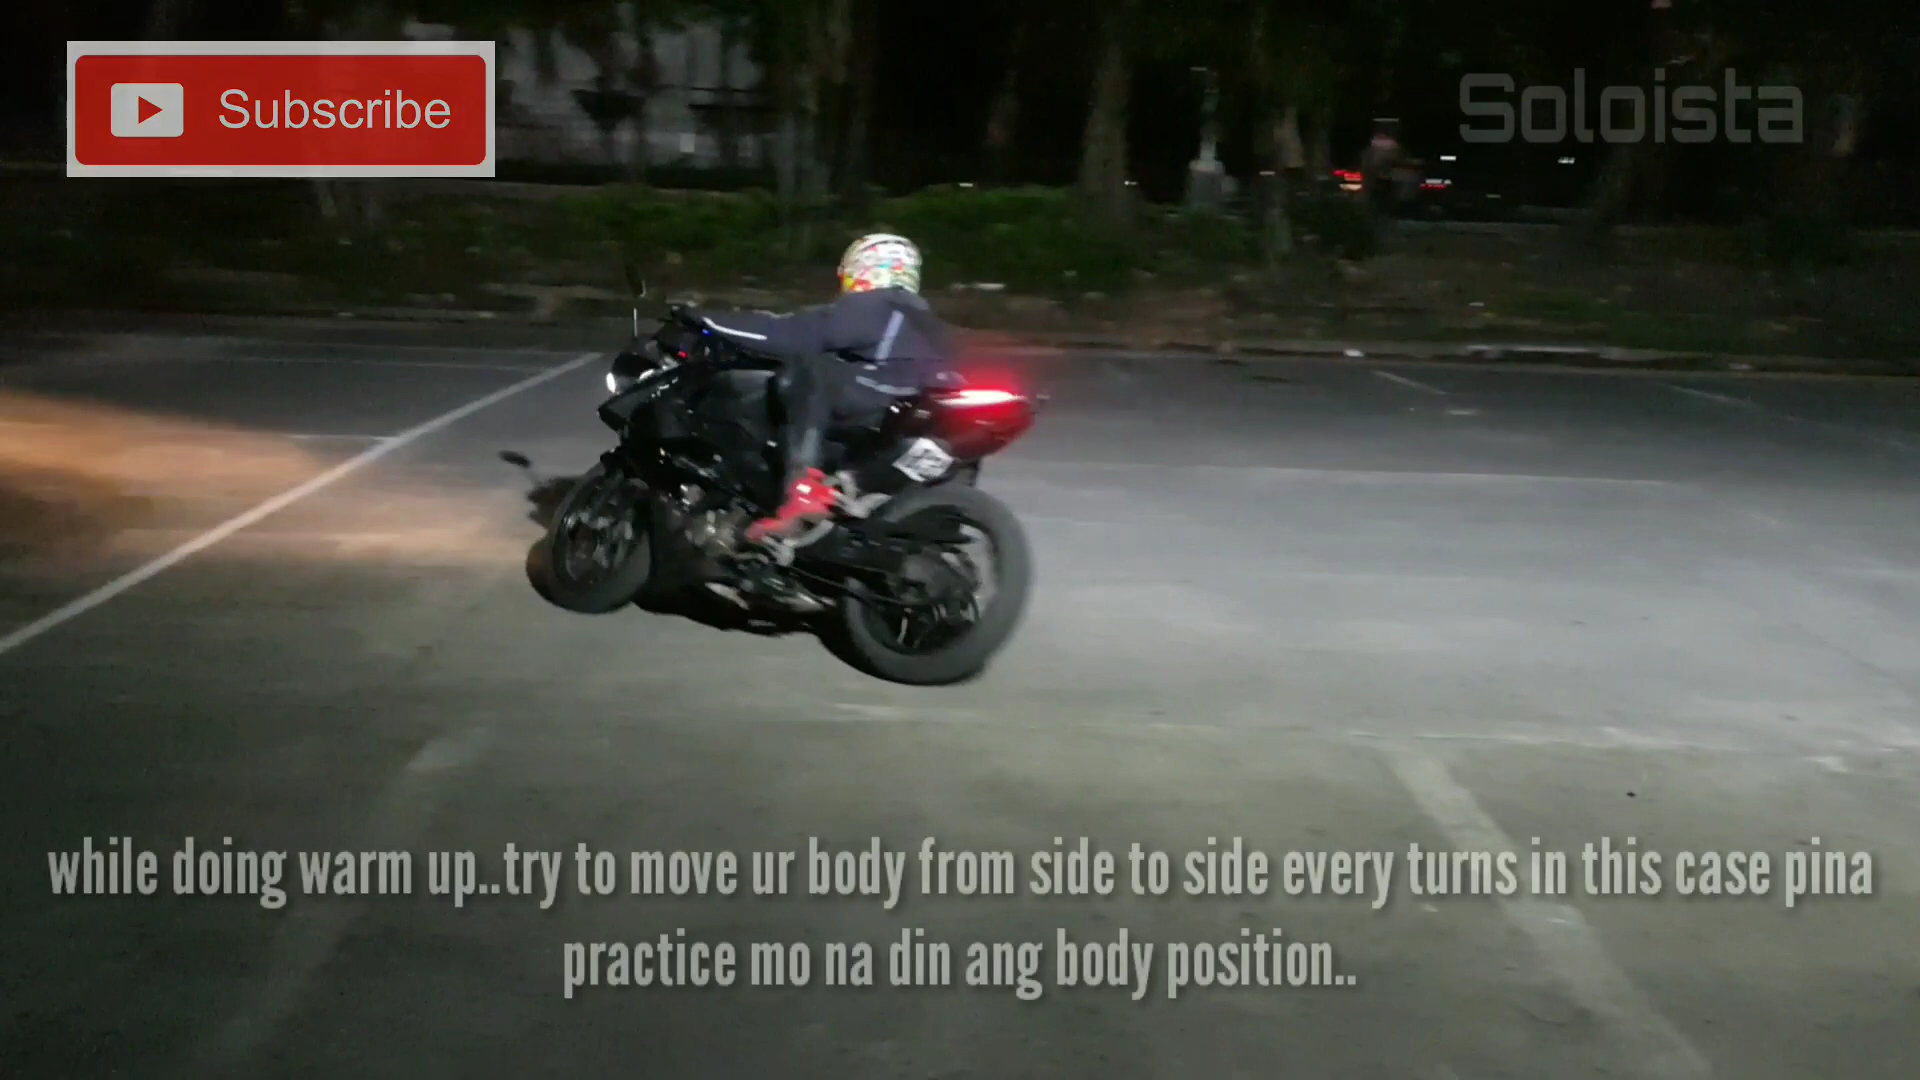 Subscribe
Soloista
while doing warm up..try to move ur body from side to side every turns in this case pina
practice mo na din ang body position..